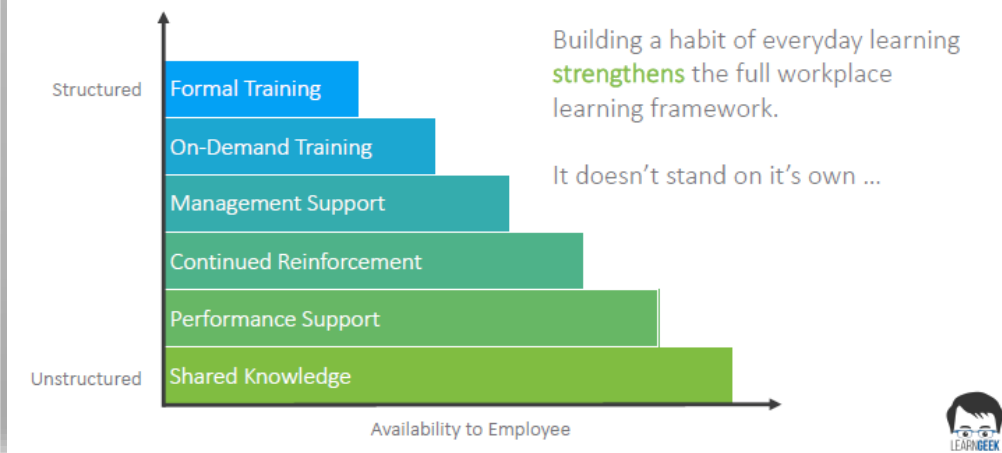 Building a habit of everyday learning
strengthens the full workplace
learning framework.
It doesn't stand on it's own ...
Structured
Formal Training
On-Demand Training
Management Support
Continued Reinforcement
Performance Support
Unstructured
Shared Knowledge
Availability to Employee
LEARNGEEK